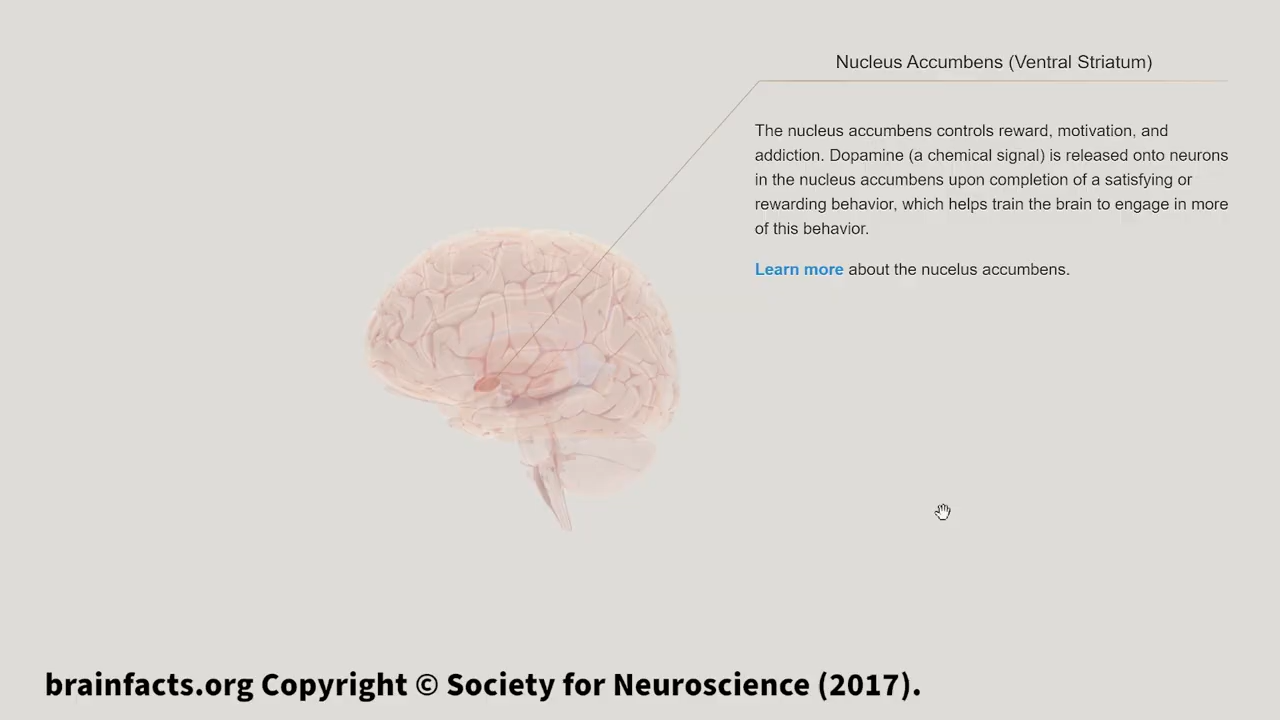 Nucleus Accumbens (Ventral Striatum)
The nucleus accumbens controls reward, motivation, and
addiction. Dopamine (a chemical signal) is released onto neurons
in the nucleus accumbens upon completion of a satisfying or
rewarding behavior, which helps train the brain to engage in more
of this behavior.
Learn more about the nucelus accumbens.
brainfacts.org Copyright © Society for Neuroscience (2017).